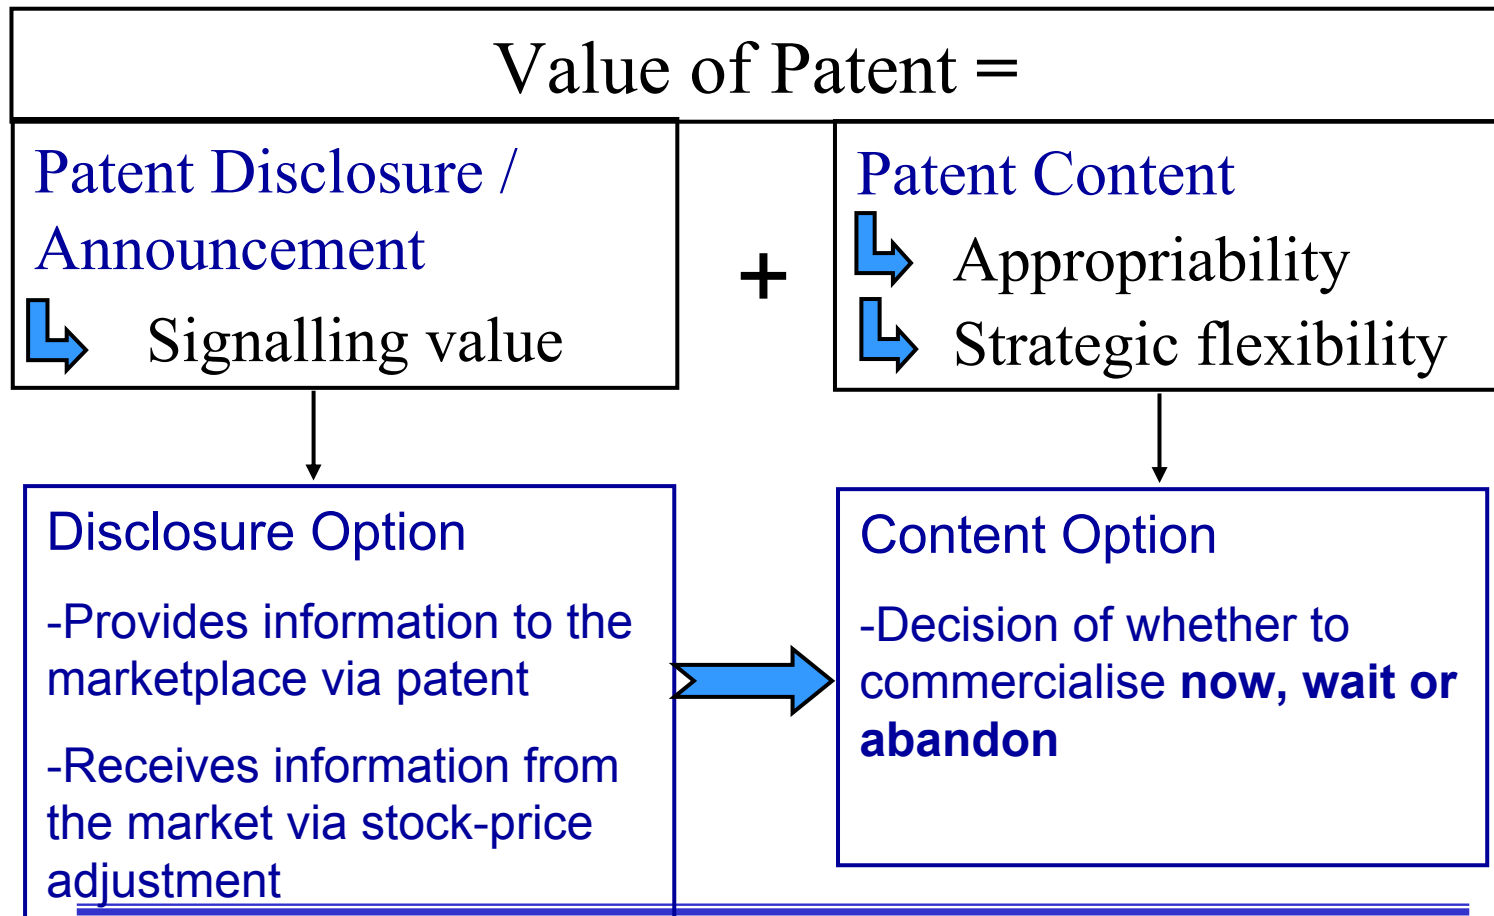 Value of Patent =
Patent Disclosure /
Announcement
Signalling value
+
Patent Content
Appropriability
Strategic flexibility
Disclosure Option
-Provides information to the
marketplace via patent
-Receives information from
the market via stock-price
adjustment
Content Option
-Decision of whether to
commercialise now, wait or
abandon